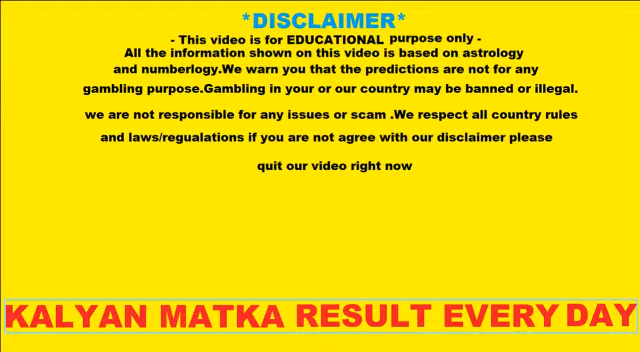 *DISCLAIMER*
- This video is for EDUCATIONAL purpose only -
All the information shown on this video is based on astrology
and numberlogy.We warn you that the predictions are not for any
gambling purpose.Gambling in your or our country may be banned or illegal.
we are not responsible for any issues or scam .We respect all country rules
and laws/regualations if you are not agree with our disclaimer please
quit our video right now
KALYAN MATKA RESULT EVERY DAY